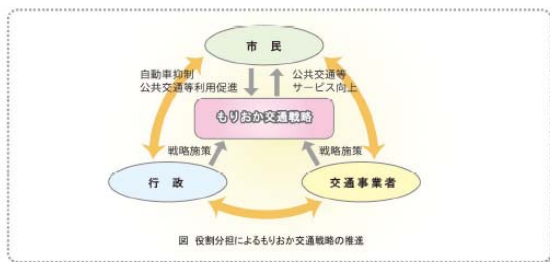 市 民
自動車抑制
公共交通等利用促進
公共交通等
サービス向上
もりおか交通戦略
戦略施策
戦略施策
行 政
交通事業者
図 役割分担によるもりおか交通戦略の推進